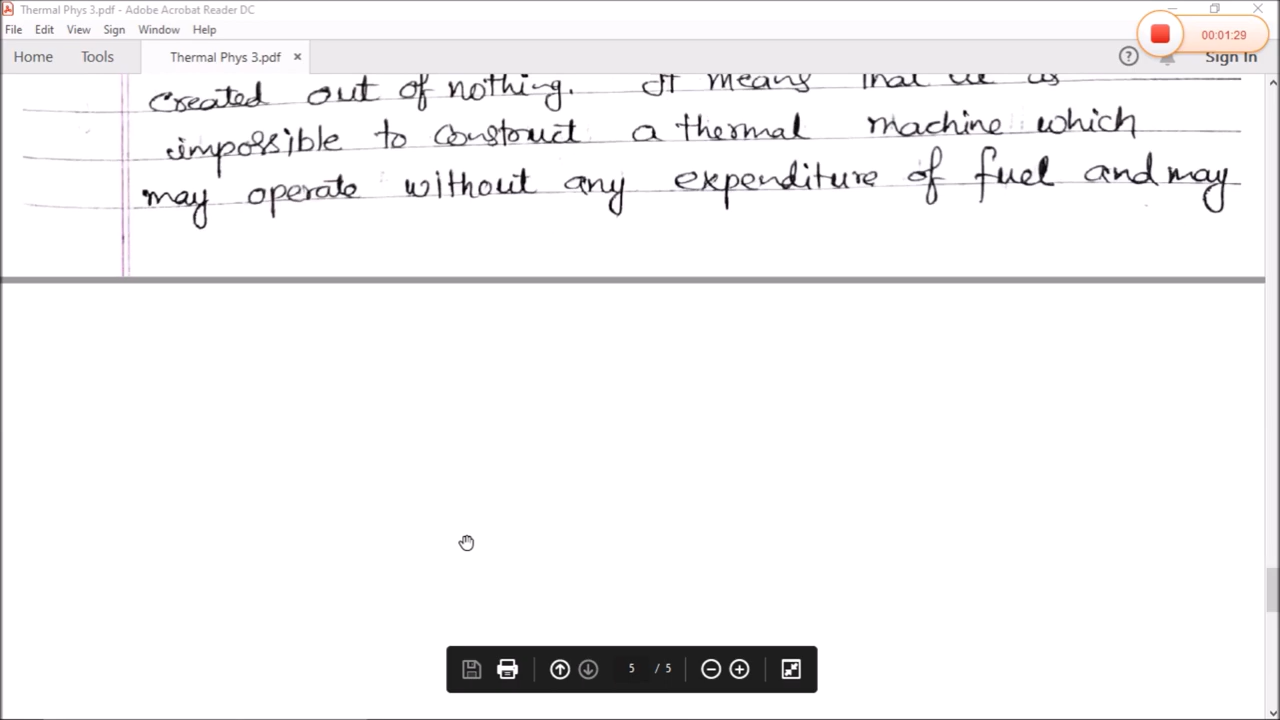 Thermal Phys 3.pdf - Adobe Acrobat Reader DC
File Edit View Sign Window Help
00:01:29
Home Tools Thermal Phys 3.pdf × Sign In
created out of nothing. It means that it is
impossible to construct a thermal machine which
may operate without any expenditure of fuel and may
5 / 5